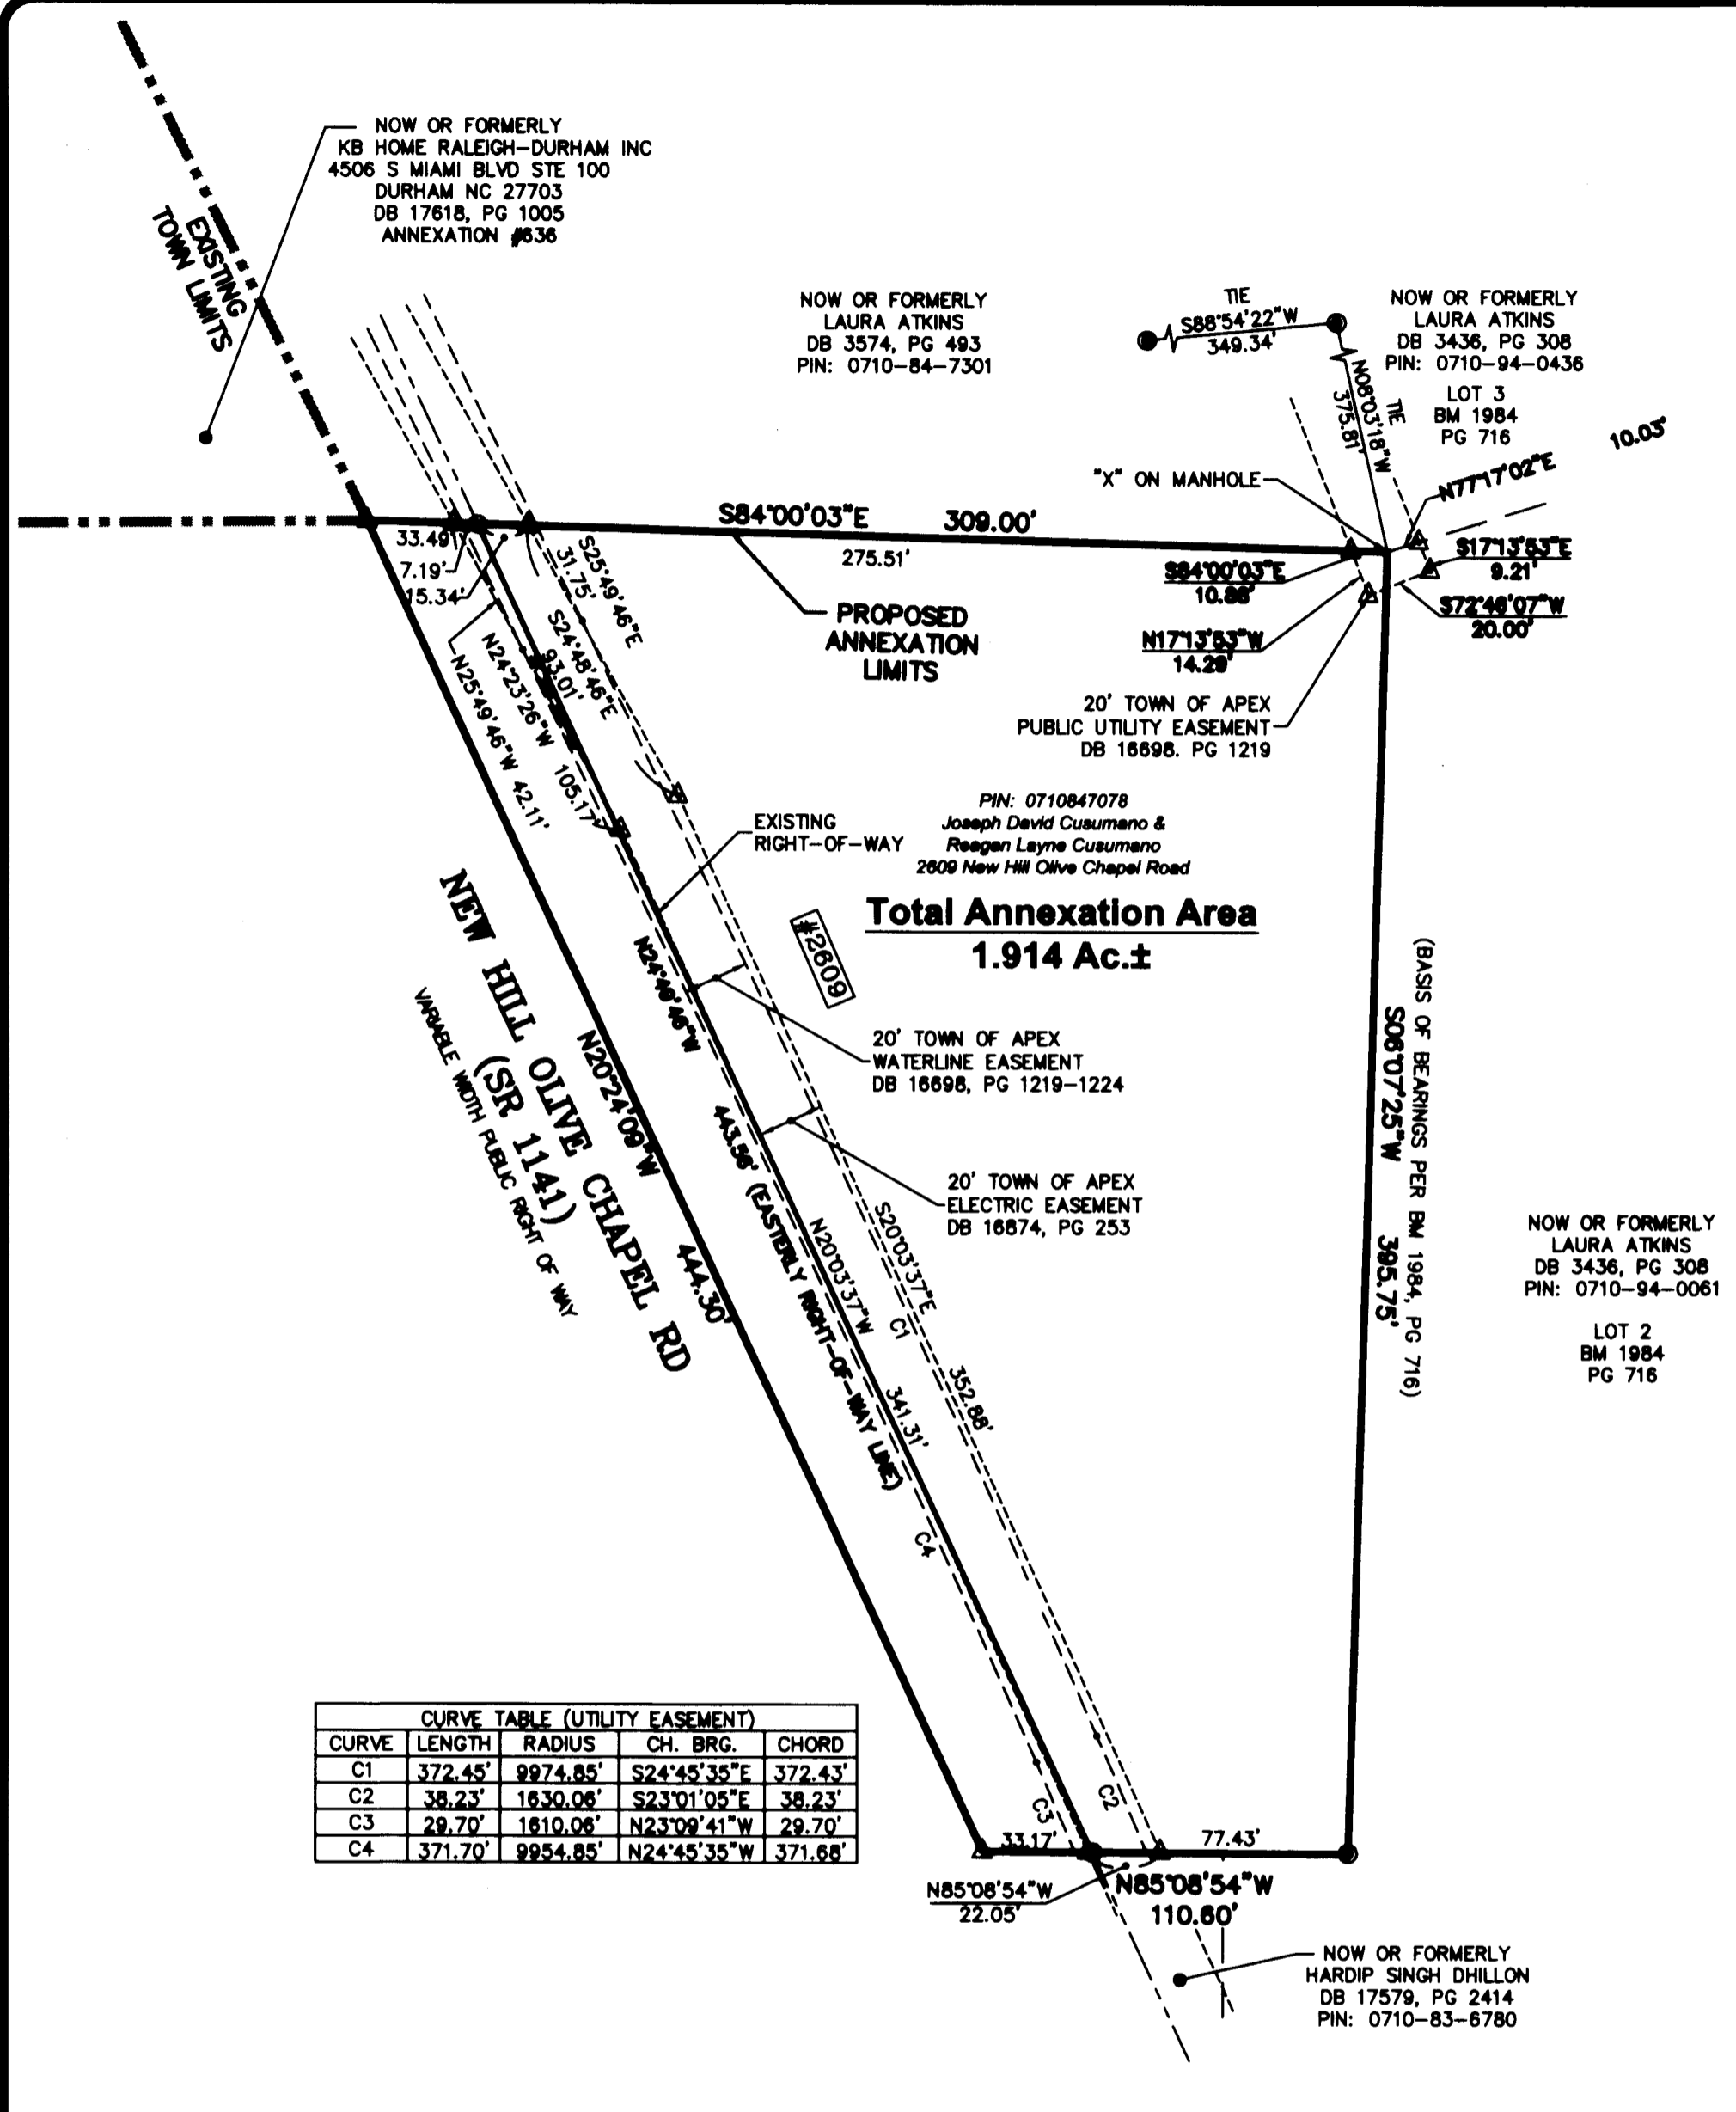 NOW OR FORMERLY
KB HOME RALEIGH-DURHAM INC
4506 S MIAMI BLVD STE 100
DURHAM NC 27703
DB 17618, PG 1005
ANNEXATION #636
EXISTING
TOWN LIMITS
NOW OR FORMERLY
LAURA ATKINS
DB 3574, PG 493
PIN: 0710-84-7301
TIE
S88°54'22"W
349.34'
NOW OR FORMERLY
LAURA ATKINS
DB 3436, PG 308
PIN: 0710-94-0436
LOT 3
BM 1984
PG 716
TIE
N08°03'18"W
375.81'
10.03'
N77°17'02"E
"X" ON MANHOLE
S84°00'03"E 309.00'
275.51'
33.49'
7.19'
15.34'
S84°00'03"E
10.86'
S17°13'53"E
9.21'
S72°46'07"W
20.00'
N17°13'53"W
14.29'
PROPOSED
ANNEXATION
LIMITS
S25°49'46"E
31.75'
S24°48'46"E
93.01'
N24°23'26"W 105.17'
N25°49'46"W 42.11'
20' TOWN OF APEX
PUBLIC UTILITY EASEMENT
DB 16698. PG 1219
EXISTING
RIGHT-OF-WAY
PIN: 0710847078
Joseph David Cusumano &
Reagan Layne Cusumano
2609 New Hill Olive Chapel Road
Total Annexation Area
1.914 Ac.±
#2609
NEW HILL OLIVE CHAPEL RD
(SR 1141)
VARIABLE WIDTH PUBLIC RIGHT OF WAY
N20°24'09"W 444.30'
N24°48'46"W
443.56' (EASTERLY RIGHT-OF-WAY LINE)
20' TOWN OF APEX
WATERLINE EASEMENT
DB 16698, PG 1219-1224
20' TOWN OF APEX
ELECTRIC EASEMENT
DB 16874, PG 253
N20°03'37"W
341.31'
S20°03'37"E
C1
352.88'
C4
(BASIS OF BEARINGS PER BM 1984, PG 716)
S06°07'25"W 395.75'
NOW OR FORMERLY
LAURA ATKINS
DB 3436, PG 308
PIN: 0710-94-0061
LOT 2
BM 1984
PG 716
CURVE TABLE (UTILITY EASEMENT)
CURVE LENGTH RADIUS CH. BRG. CHORD
C1 372.45' 9974.85' S24°45'35"E 372.43'
C2 38.23' 1630.06' S23°01'05"E 38.23'
C3 29.70' 1610.06' N23°09'41"W 29.70'
C4 371.70' 9954.85' N24°45'35"W 371.68'
C3
C2
33.17'
77.43'
N85°08'54"W
22.05'
N85°08'54"W
110.60'
NOW OR FORMERLY
HARDIP SINGH DHILLON
DB 17579, PG 2414
PIN: 0710-83-6780